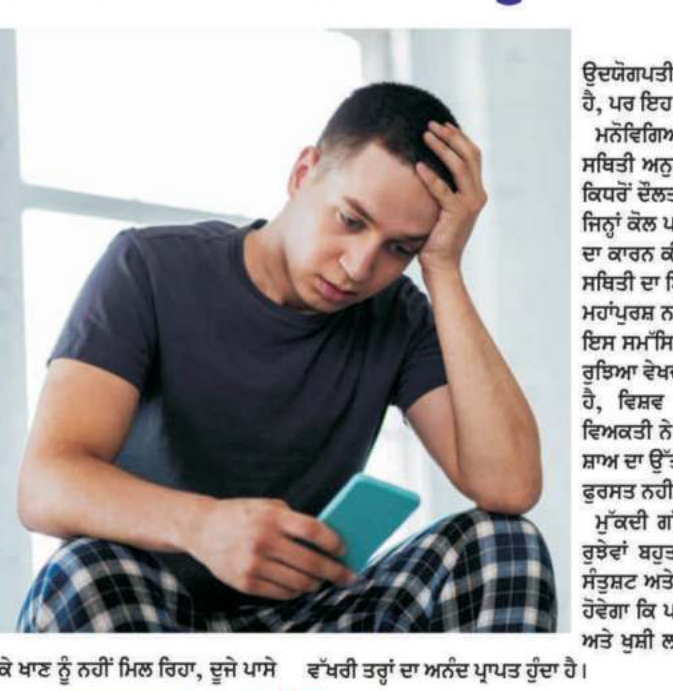 ਉਦਯੋਗਪਤੀ
ਹੈ, ਪਰ ਇਹ
ਮਨੋਵਿਗਿਆ
ਸਥਿਤੀ ਅਨੁ
ਕਿਧਰੋਂ ਦੌਲਤ
ਜਿਨ੍ਹਾਂ ਕੋਲ ਪ
ਦਾ ਕਾਰਨ ਕੀ
ਸਥਿਤੀ ਦਾ ਇ
ਮਹਾਂਪੁਰਸ਼ ਨ
ਇਸ ਸਮੱਸਿ
ਰੁਝਿਆ ਵੇਖ
ਹੈ, ਵਿਸ਼ਵ
ਵਿਅਕਤੀ ਨੇ
ਸ਼ਾਅ ਦਾ ਉੱਤ
ਫੁਰਸਤ ਨਹੀਂ
ਮੁੱਕਦੀ ਗ
ਰੁਝੇਵਾਂ ਬਹੁਤ
ਸੰਤੁਸ਼ਟ ਅਤੇ
ਹੋਵੇਗਾ ਕਿ ਪ
ਅਤੇ ਖੁਸ਼ੀ ਲ
ਕੇ ਖਾਣ ਨੂੰ ਨਹੀਂ ਮਿਲ ਰਿਹਾ, ਦੂਜੇ ਪਾਸੇ
ਵੱਖਰੀ ਤਰ੍ਹਾਂ ਦਾ ਅਨੰਦ ਪ੍ਰਾਪਤ ਹੁੰਦਾ ਹੈ।